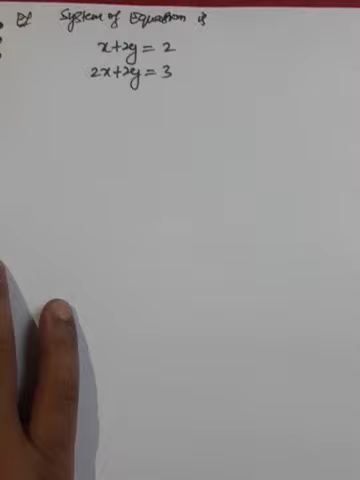 System of Equation is
x+2y = 2
2x+2y = 3